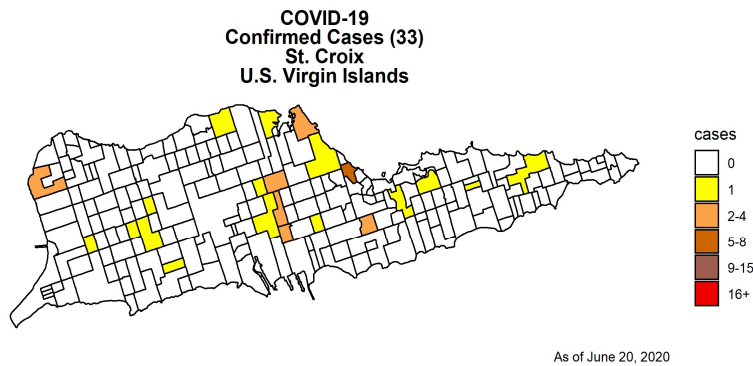 COVID-19
Confirmed Cases (33)
St. Croix
U.S. Virgin Islands
cases
0
1
2-4
5-8
9-15
16+
As of June 20, 2020